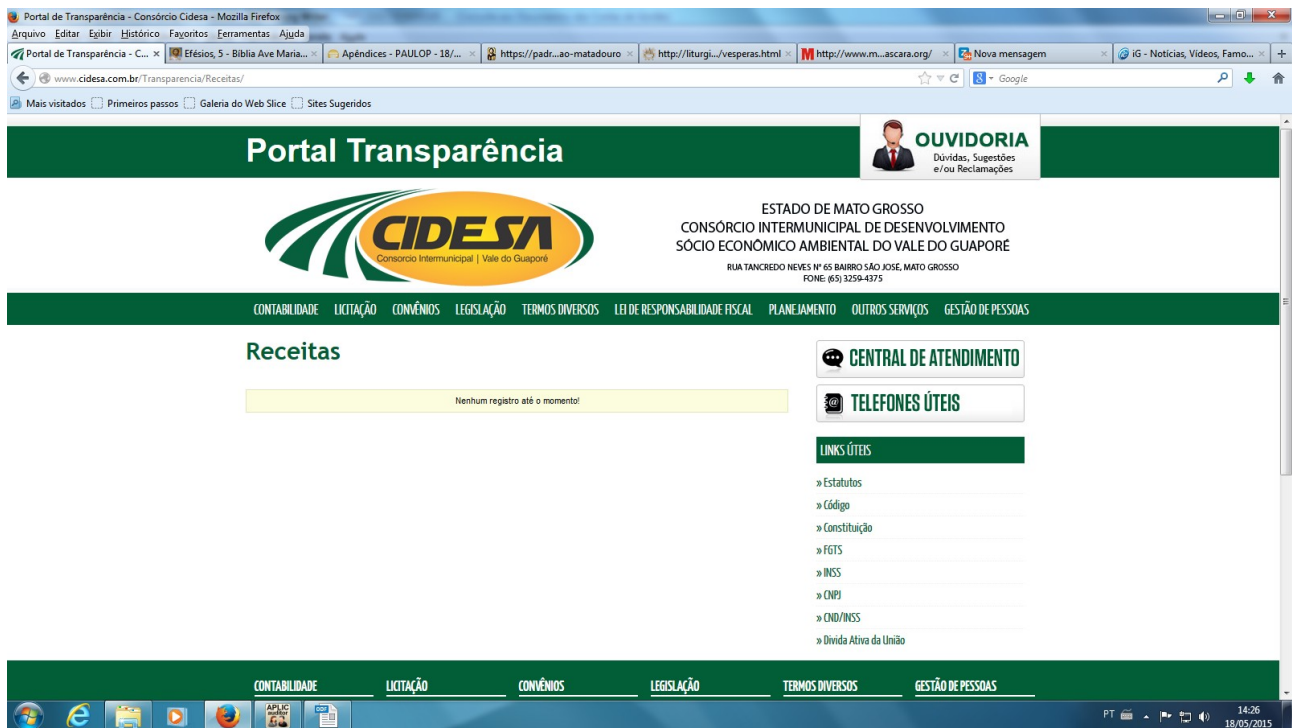 Portal de Transparência - Consórcio Cidesa - Mozilla Firefox
Arquivo Editar Exibir Histórico Favoritos Ferramentas Ajuda
Portal de Transparência - C... × Efésios, 5 - Bíblia Ave Maria... × Apêndices - PAULOP - 18/... × https://padr...ao-matadouro × http://liturgi.../vesperas.html × http://www.m...ascara.org/ × Nova mensagem × iG - Notícias, Vídeos, Famo... × +
www.cidesa.com.br/Transparencia/Receitas/ Google
Mais visitados Primeiros passos Galeria do Web Slice Sites Sugeridos
Portal Transparência
OUVIDORIA
Dúvidas, Sugestões
e/ou Reclamações
CIDESA
Consorcio Intermunicipal | Vale do Guaporé
ESTADO DE MATO GROSSO
CONSÓRCIO INTERMUNICIPAL DE DESENVOLVIMENTO
SÓCIO ECONÔMICO AMBIENTAL DO VALE DO GUAPORÉ
RUA TANCREDO NEVES Nº 65 BAIRRO SÃO JOSÉ, MATO GROSSO
FONE: (65) 3259-4375
CONTABILIDADE LICITAÇÃO CONVÊNIOS LEGISLAÇÃO TERMOS DIVERSOS LEI DE RESPONSABILIDADE FISCAL PLANEJAMENTO OUTROS SERVIÇOS GESTÃO DE PESSOAS
Receitas
Nenhum registro até o momento!
CENTRAL DE ATENDIMENTO
TELEFONES ÚTEIS
LINKS ÚTEIS
» Estatutos
» Código
» Constituição
» FGTS
» INSS
» CNPJ
» CND/INSS
» Divida Ativa da União
CONTABILIDADE LICITAÇÃO CONVÊNIOS LEGISLAÇÃO TERMOS DIVERSOS GESTÃO DE PESSOAS
APLIC
auditor
ODT
PT
14:26
18/05/2015